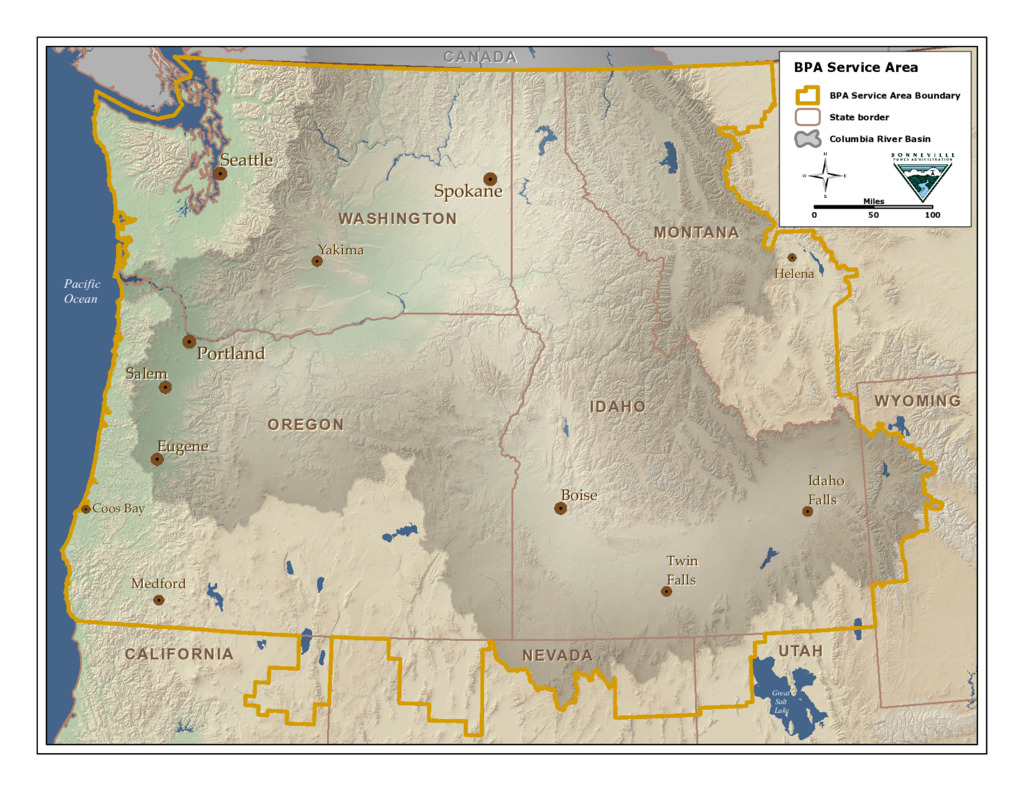 CANADA
BPA Service Area
BPA Service Area Boundary
State border
Columbia River Basin
N
W
E
S
BONNEVILLE
POWER ADMINISTRATION
Miles
0
50
100
Seattle
Spokane
WASHINGTON
MONTANA
Yakima
Helena
Pacific
Ocean
Portland
Salem
IDAHO
WYOMING
OREGON
Eugene
Idaho
Falls
Boise
Coos Bay
Twin
Falls
Medford
CALIFORNIA
NEVADA
UTAH
Great
Salt
Lake